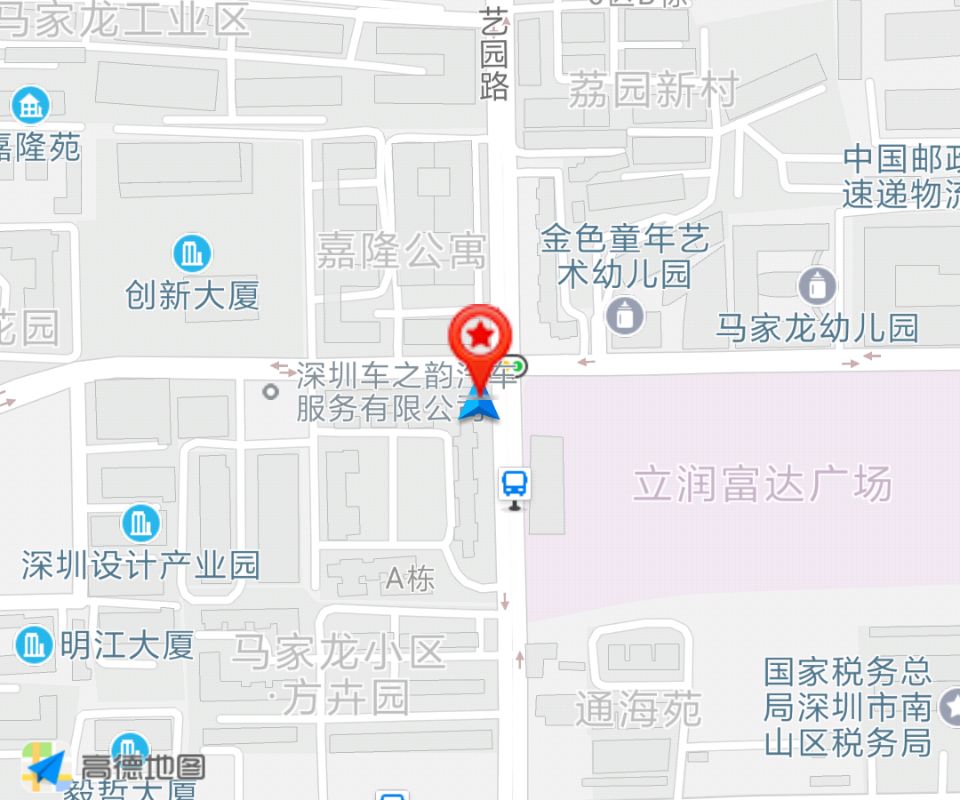 马家龙工业区
艺园路
荔园新村
嘉隆苑
中国邮政
速递物流
金色童年艺
术幼儿园
嘉隆公寓
创新大厦
马家龙幼儿园
花园
深圳车之韵汽车
服务有限公司
立润富达广场
深圳设计产业园
A栋
明江大厦
马家龙小区
·方卉园
国家税务总
局深圳市南
山区税务局
通海苑
高德地图
毅哲大厦